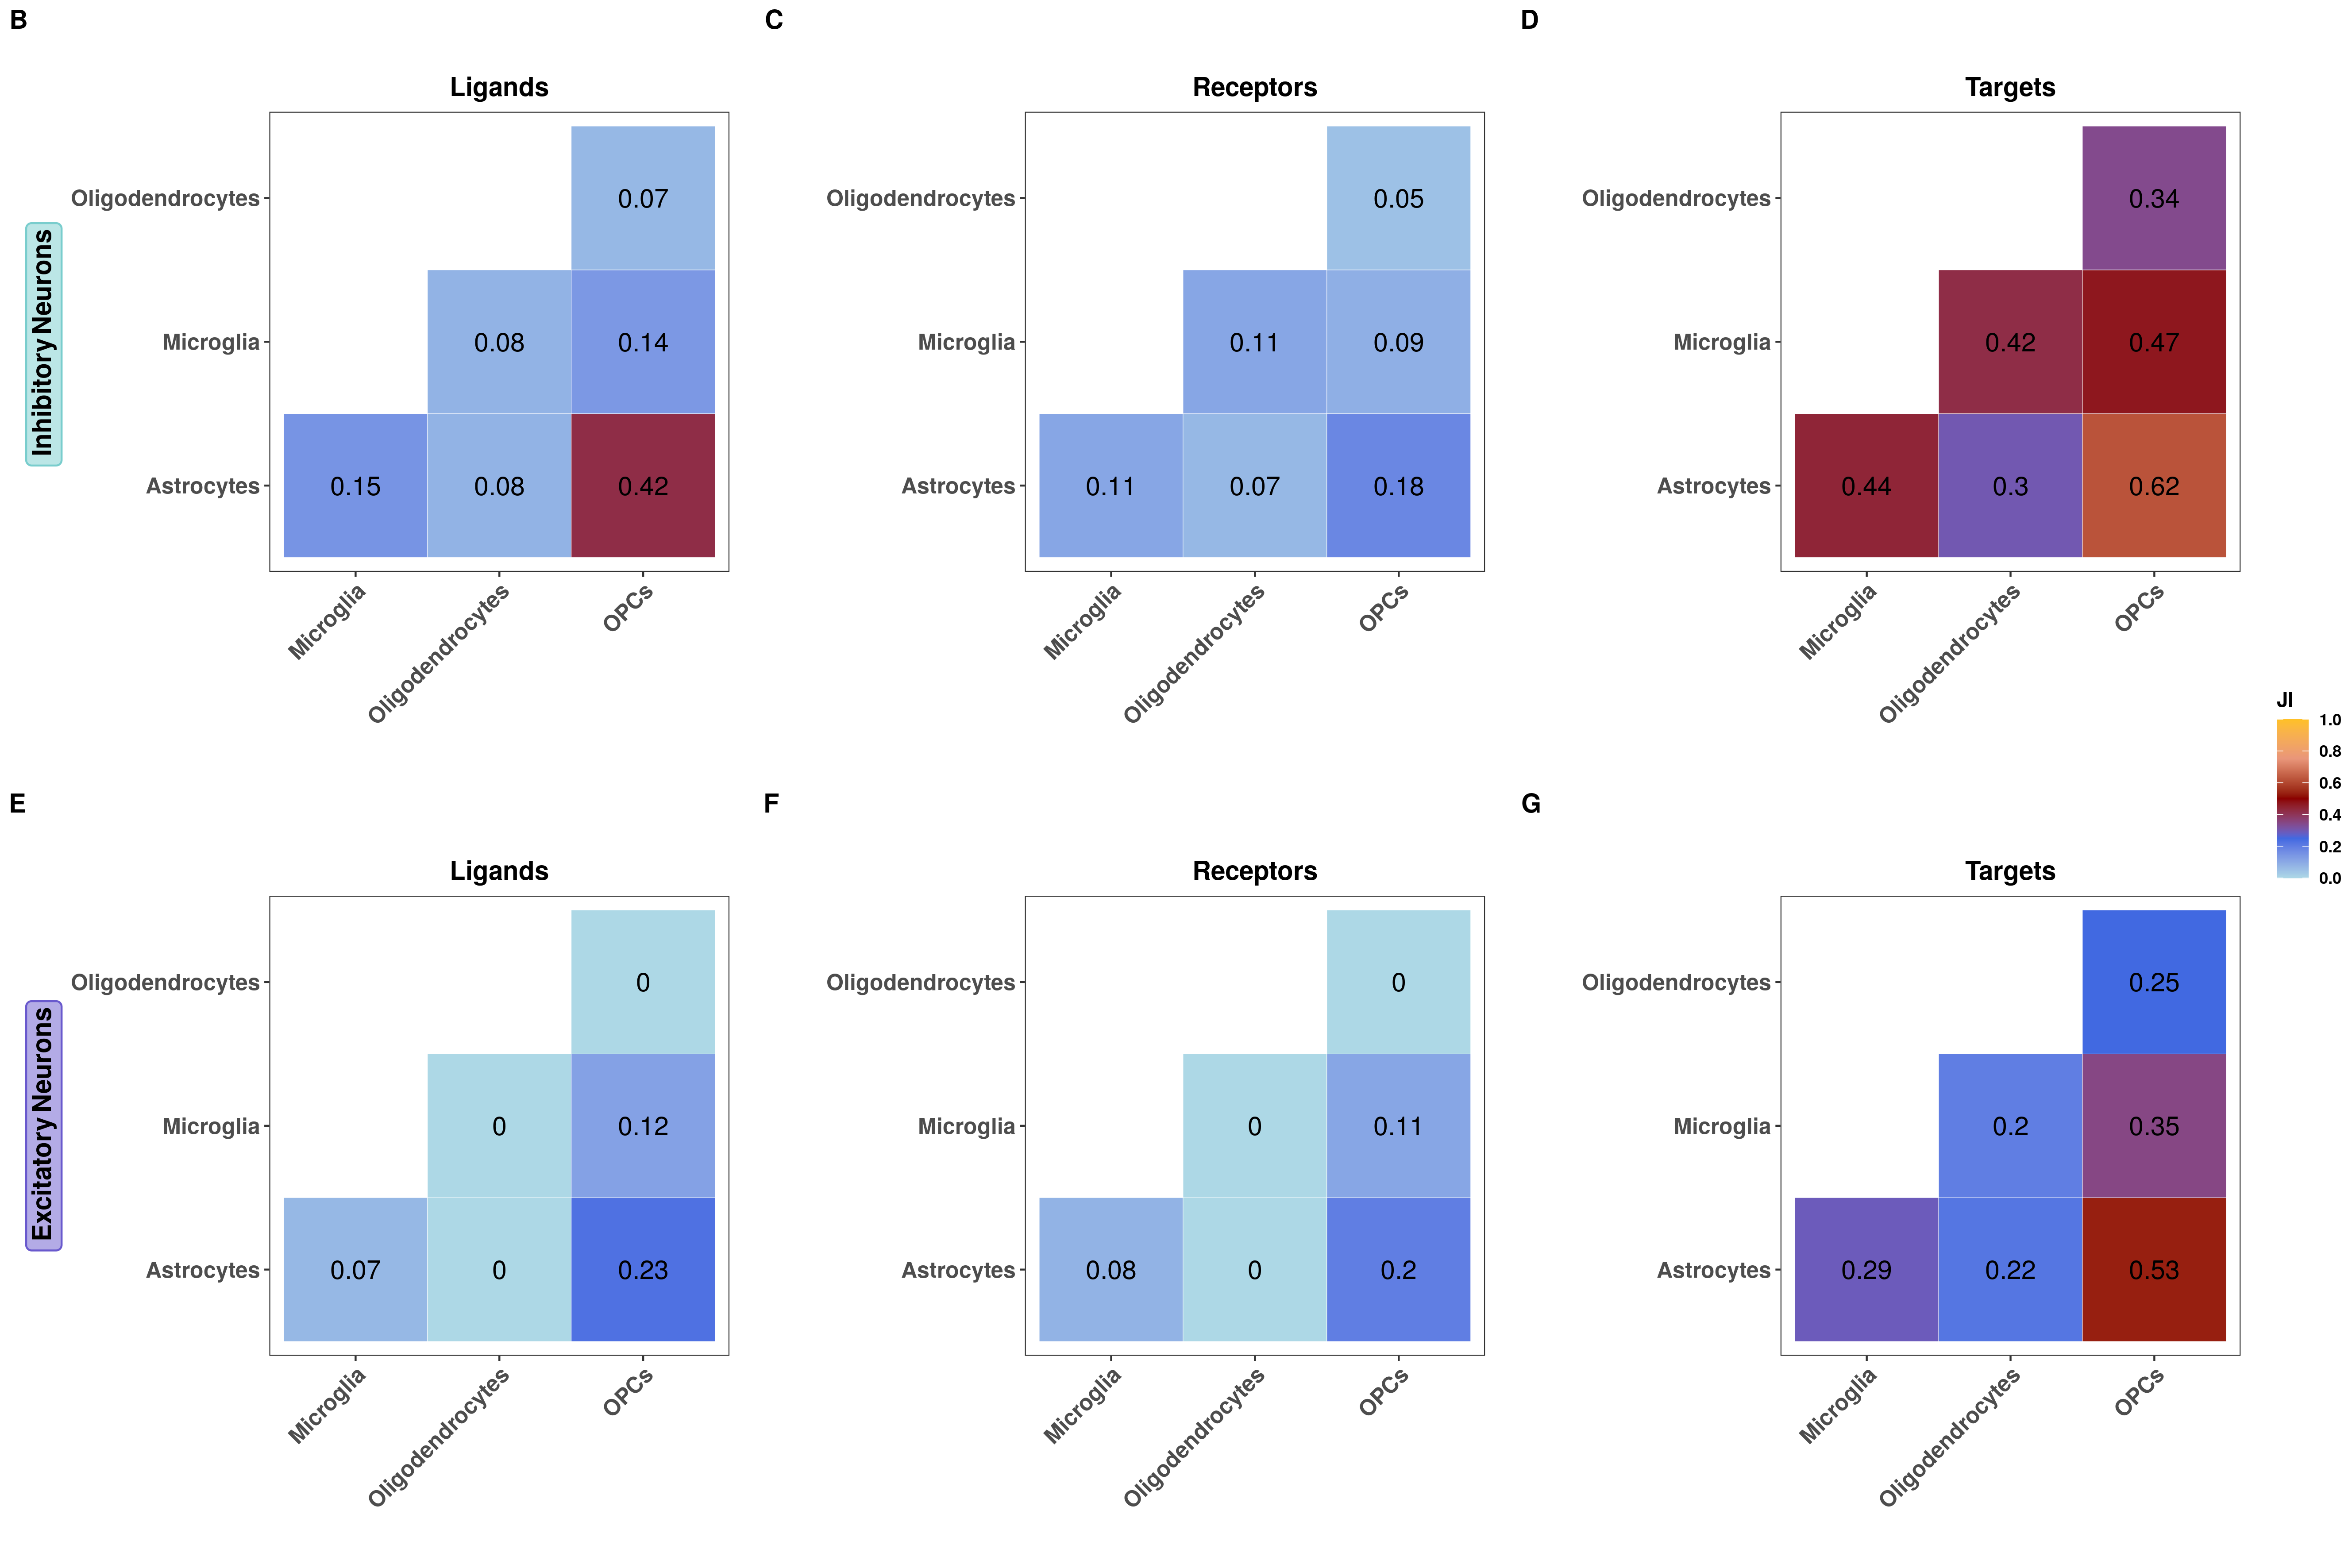 B
C
D
Ligands
Receptors
Targets
Inhibitory Neurons
Oligodendrocytes
Microglia
Astrocytes
0.07
0.08
0.14
0.15
0.08
0.42
Microglia
Oligodendrocytes
OPCs
Oligodendrocytes
Microglia
Astrocytes
0.05
0.11
0.09
0.11
0.07
0.18
Microglia
Oligodendrocytes
OPCs
Oligodendrocytes
Microglia
Astrocytes
0.34
0.42
0.47
0.44
0.3
0.62
Microglia
Oligodendrocytes
OPCs
JI
1.0
0.8
0.6
0.4
0.2
0.0
E
F
G
Ligands
Receptors
Targets
Excitatory Neurons
Oligodendrocytes
Microglia
Astrocytes
0
0
0.12
0.07
0
0.23
Microglia
Oligodendrocytes
OPCs
Oligodendrocytes
Microglia
Astrocytes
0
0
0.11
0.08
0
0.2
Microglia
Oligodendrocytes
OPCs
Oligodendrocytes
Microglia
Astrocytes
0.25
0.2
0.35
0.29
0.22
0.53
Microglia
Oligodendrocytes
OPCs